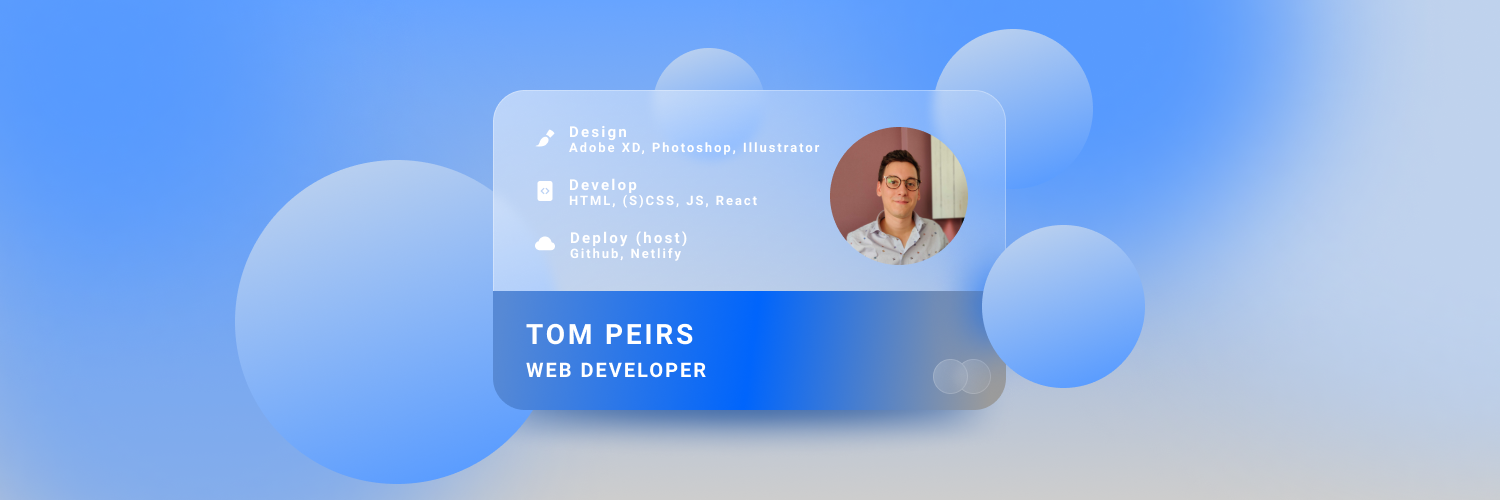 Design
Adobe XD, Photoshop, Illustrator
Develop
HTML, (S)CSS, JS, React
Deploy (host)
Github, Netlify
TOM PEIRS
WEB DEVELOPER